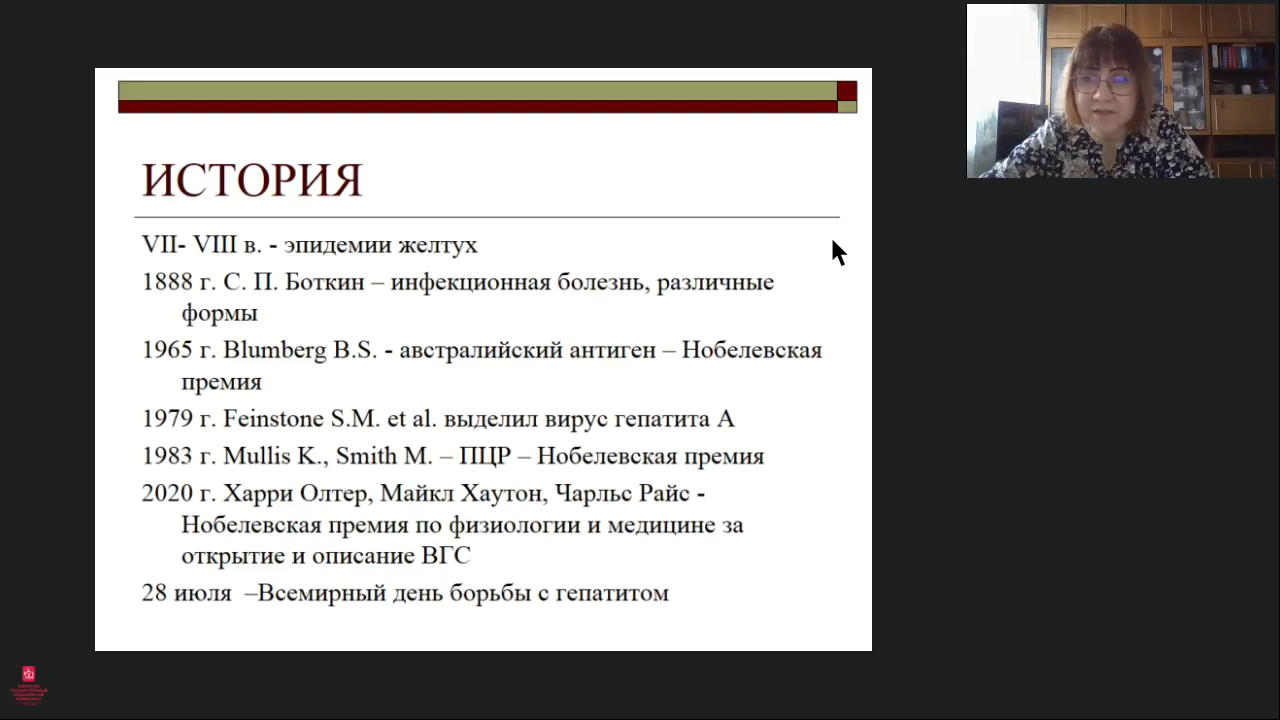 ИСТОРИЯ
VII- VIII в. - эпидемии желтух
1888 г. С. П. Боткин – инфекционная болезнь, различные
формы
1965 г. Blumberg B.S. - австралийский антиген – Нобелевская
премия
1979 г. Feinstone S.M. et al. выделил вирус гепатита А
1983 г. Mullis K., Smith M. – ПЦР – Нобелевская премия
2020 г. Харри Олтер, Майкл Хаутон, Чарльс Райс -
Нобелевская премия по физиологии и медицине за
открытие и описание ВГС
28 июля –Всемирный день борьбы с гепатитом